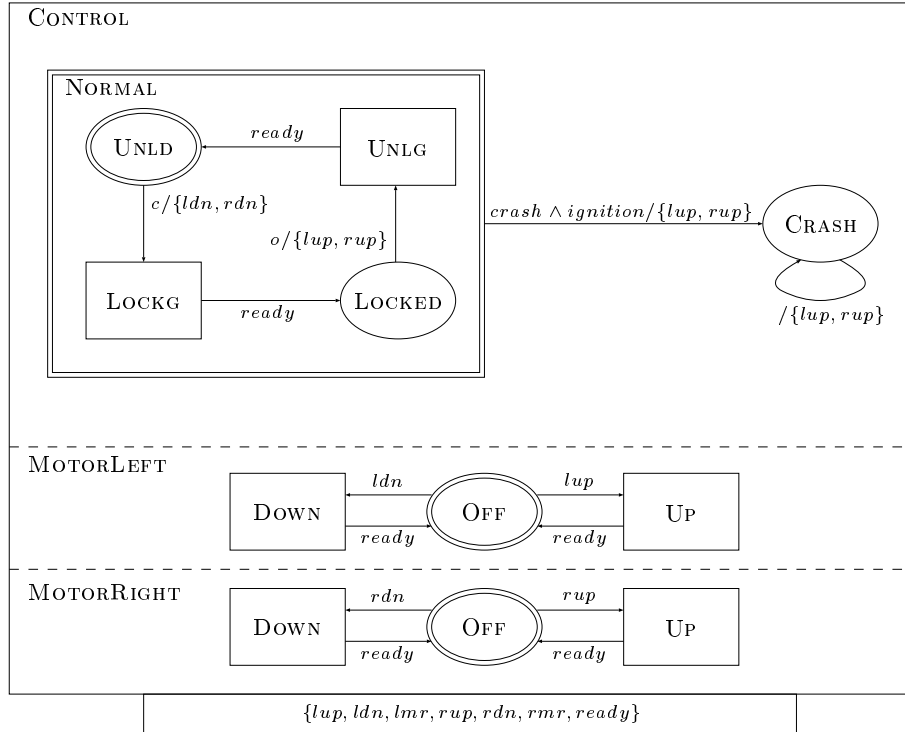 CONTROL
NORMAL
UNLD
ready
UNLG
c/{ldn, rdn}
crash ∧ ignition/{lup, rup}
CRASH
o/{lup, rup}
LOCKG
ready
LOCKED
/{lup, rup}
MOTORLEFT
DOWN
ldn
ready
OFF
lup
ready
UP
MOTORRIGHT
DOWN
rdn
ready
OFF
rup
ready
UP
{lup, ldn, lmr, rup, rdn, rmr, ready}